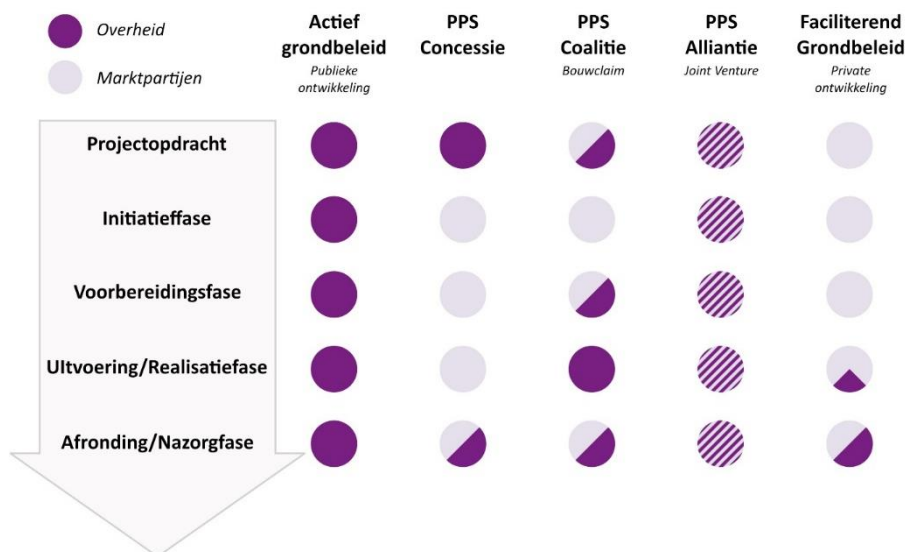 Overheid
Marktpartijen
Actief
grondbeleid
Publieke
ontwikkeling
PPS
Concessie
PPS
Coalitie
Bouwclaim
PPS
Alliantie
Joint Venture
Faciliterend
Grondbeleid
Private
ontwikkeling
Projectopdracht
Initiatieffase
Voorbereidingsfase
UItvoering/Realisatiefase
Afronding/Nazorgfase